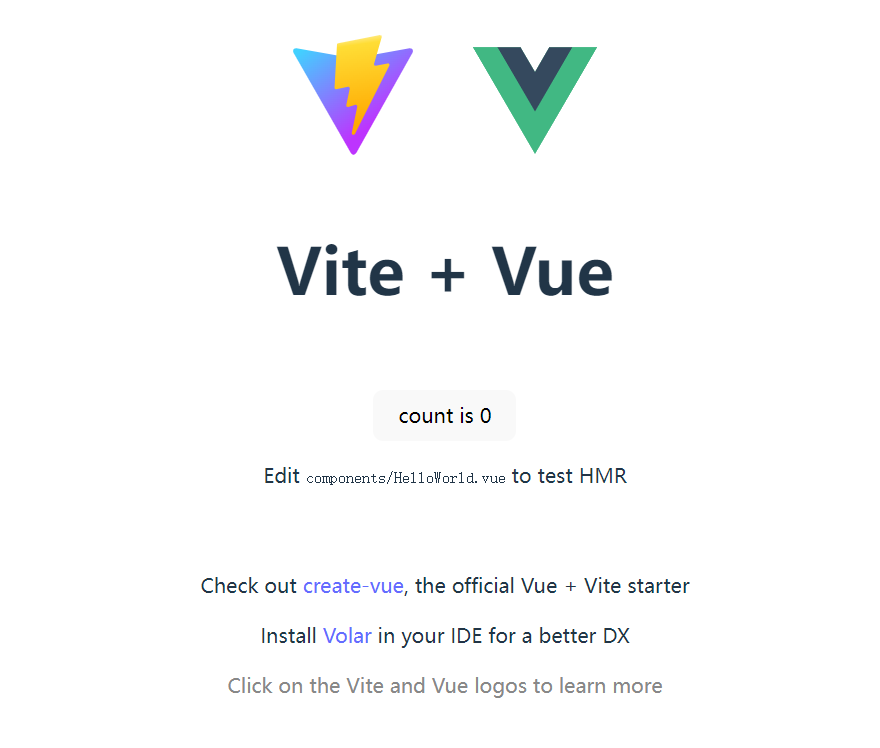 Vite + Vue
count is 0
Edit components/HelloWorld.vue to test HMR
Check out create-vue, the official Vue + Vite starter
Install Volar in your IDE for a better DX
Click on the Vite and Vue logos to learn more